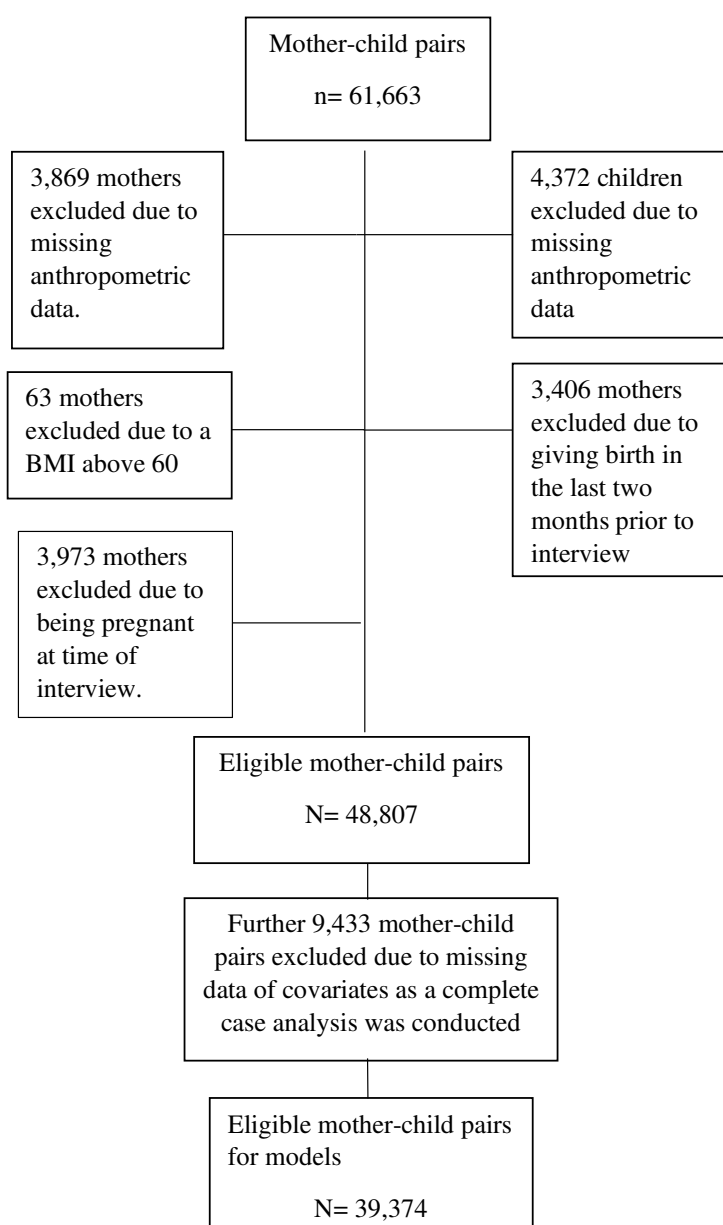 Mother-child pairs
n= 61,663
3,869 mothers
excluded due to
missing
anthropometric
data.
4,372 children
excluded due to
missing
anthropometric
data
63 mothers
excluded due to a
BMI above 60
3,406 mothers
excluded due to
giving birth in
the last two
months prior to
interview
3,973 mothers
excluded due to
being pregnant
at time of
interview.
Eligible mother-child pairs
N= 48,807
Further 9,433 mother-child
pairs excluded due to missing
data of covariates as a complete
case analysis was conducted
Eligible mother-child pairs
for models
N= 39,374